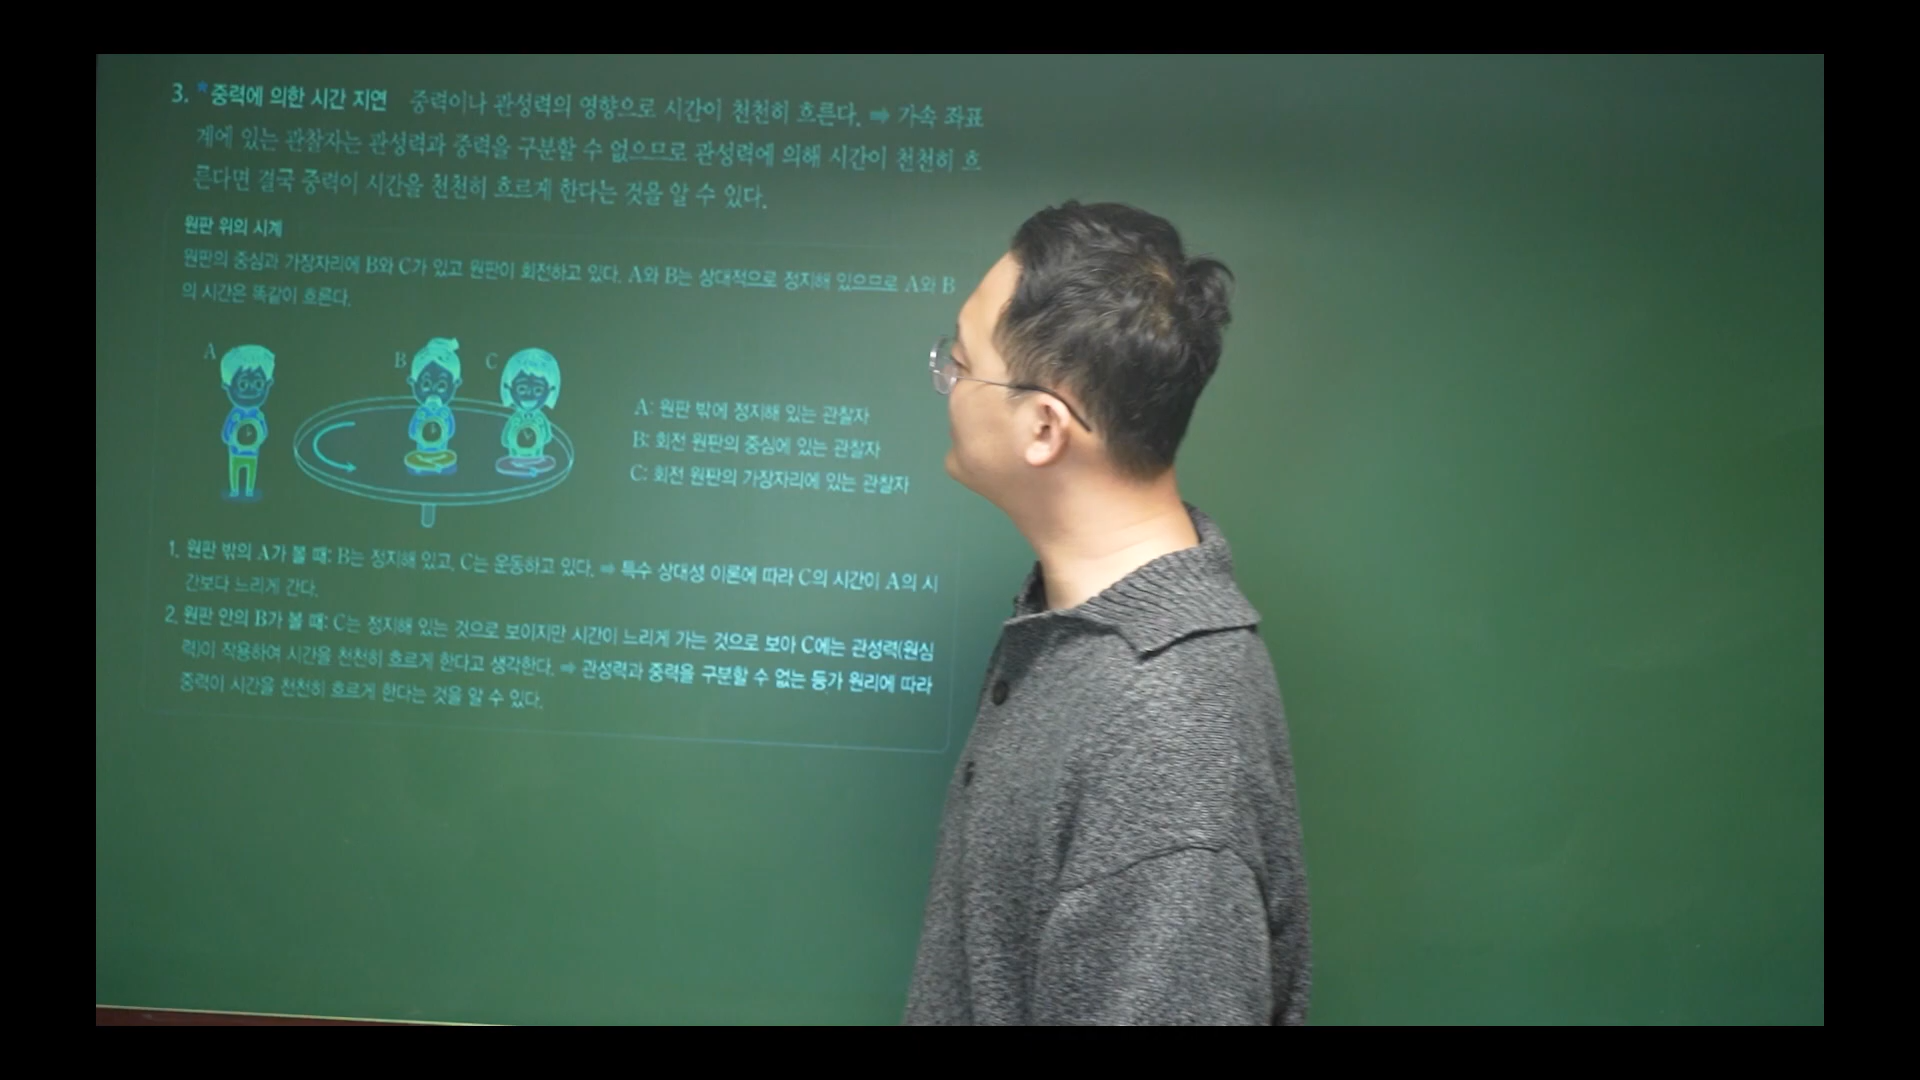 3. *중력에 의한 시간 지연 중력이나 관성력의 영향으로 시간이 천천히 흐른다. ➡ 가속 좌표
계에 있는 관찰자는 관성력과 중력을 구분할 수 없으므로 관성력에 의해 시간이 천천히 흐
른다면 결국 중력이 시간을 천천히 흐르게 한다는 것을 알 수 있다.
원판 위의 시계
원판의 중심과 가장자리에 B와 C가 있고 원판이 회전하고 있다. A와 B는 상대적으로 정지해 있으므로 A와 B
의 시간은 똑같이 흐른다.
A B C
A: 원판 밖에 정지해 있는 관찰자
B: 회전 원판의 중심에 있는 관찰자
C: 회전 원판의 가장자리에 있는 관찰자
1. 원판 밖의 A가 볼 때: B는 정지해 있고, C는 운동하고 있다. ➡ 특수 상대성 이론에 따라 C의 시간이 A의 시
간보다 느리게 간다.
2. 원판 안의 B가 볼 때: C는 정지해 있는 것으로 보이지만 시간이 느리게 가는 것으로 보아 C에는 관성력(원심
력)이 작용하여 시간을 천천히 흐르게 한다고 생각한다. ➡ 관성력과 중력을 구분할 수 없는 등가 원리에 따라
중력이 시간을 천천히 흐르게 한다는 것을 알 수 있다.